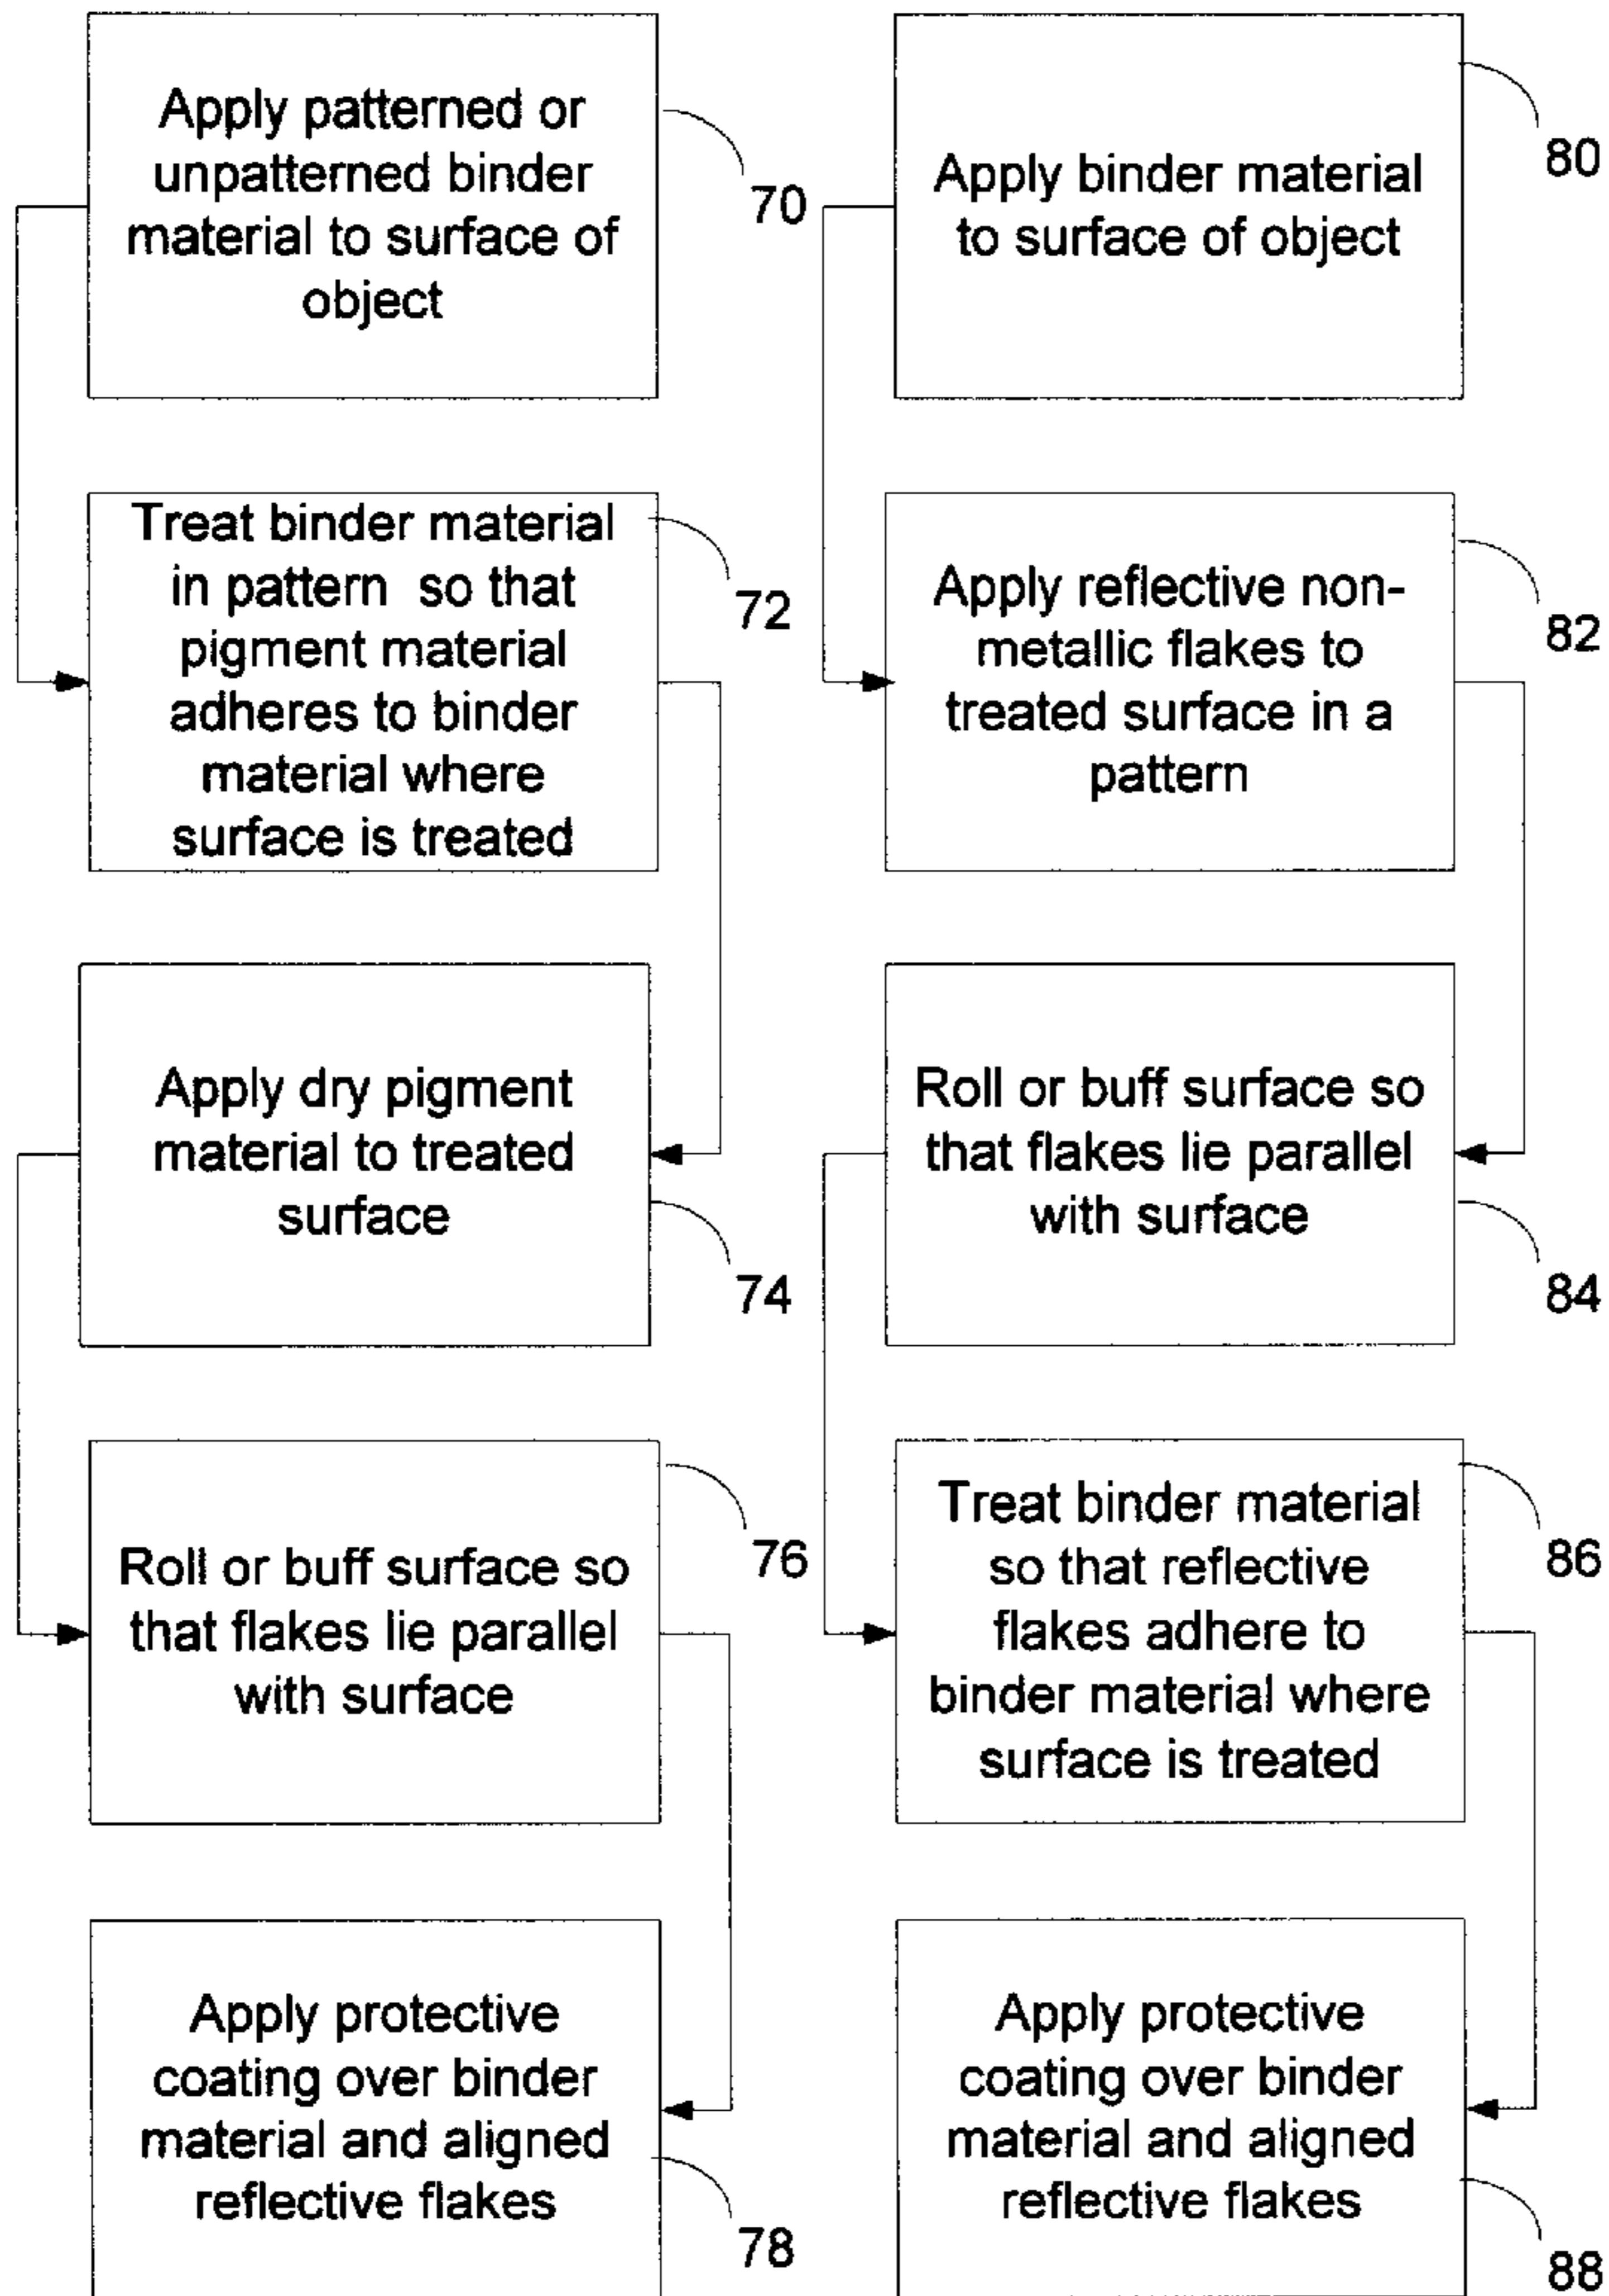 Apply patterned or
unpatterned binder
material to surface of
object
70
Treat binder material
in pattern so that
pigment material
adheres to binder
material where
surface is treated
72
Apply dry pigment
material to treated
surface
74
Roll or buff surface so
that flakes lie parallel
with surface
76
Apply protective
coating over binder
material and aligned
reflective flakes
78
Apply binder material
to surface of object
80
Apply reflective non-
metallic flakes to
treated surface in a
pattern
82
Roll or buff surface so
that flakes lie parallel
with surface
84
Treat binder material
so that reflective
flakes adhere to
binder material where
surface is treated
86
Apply protective
coating over binder
material and aligned
reflective flakes
88